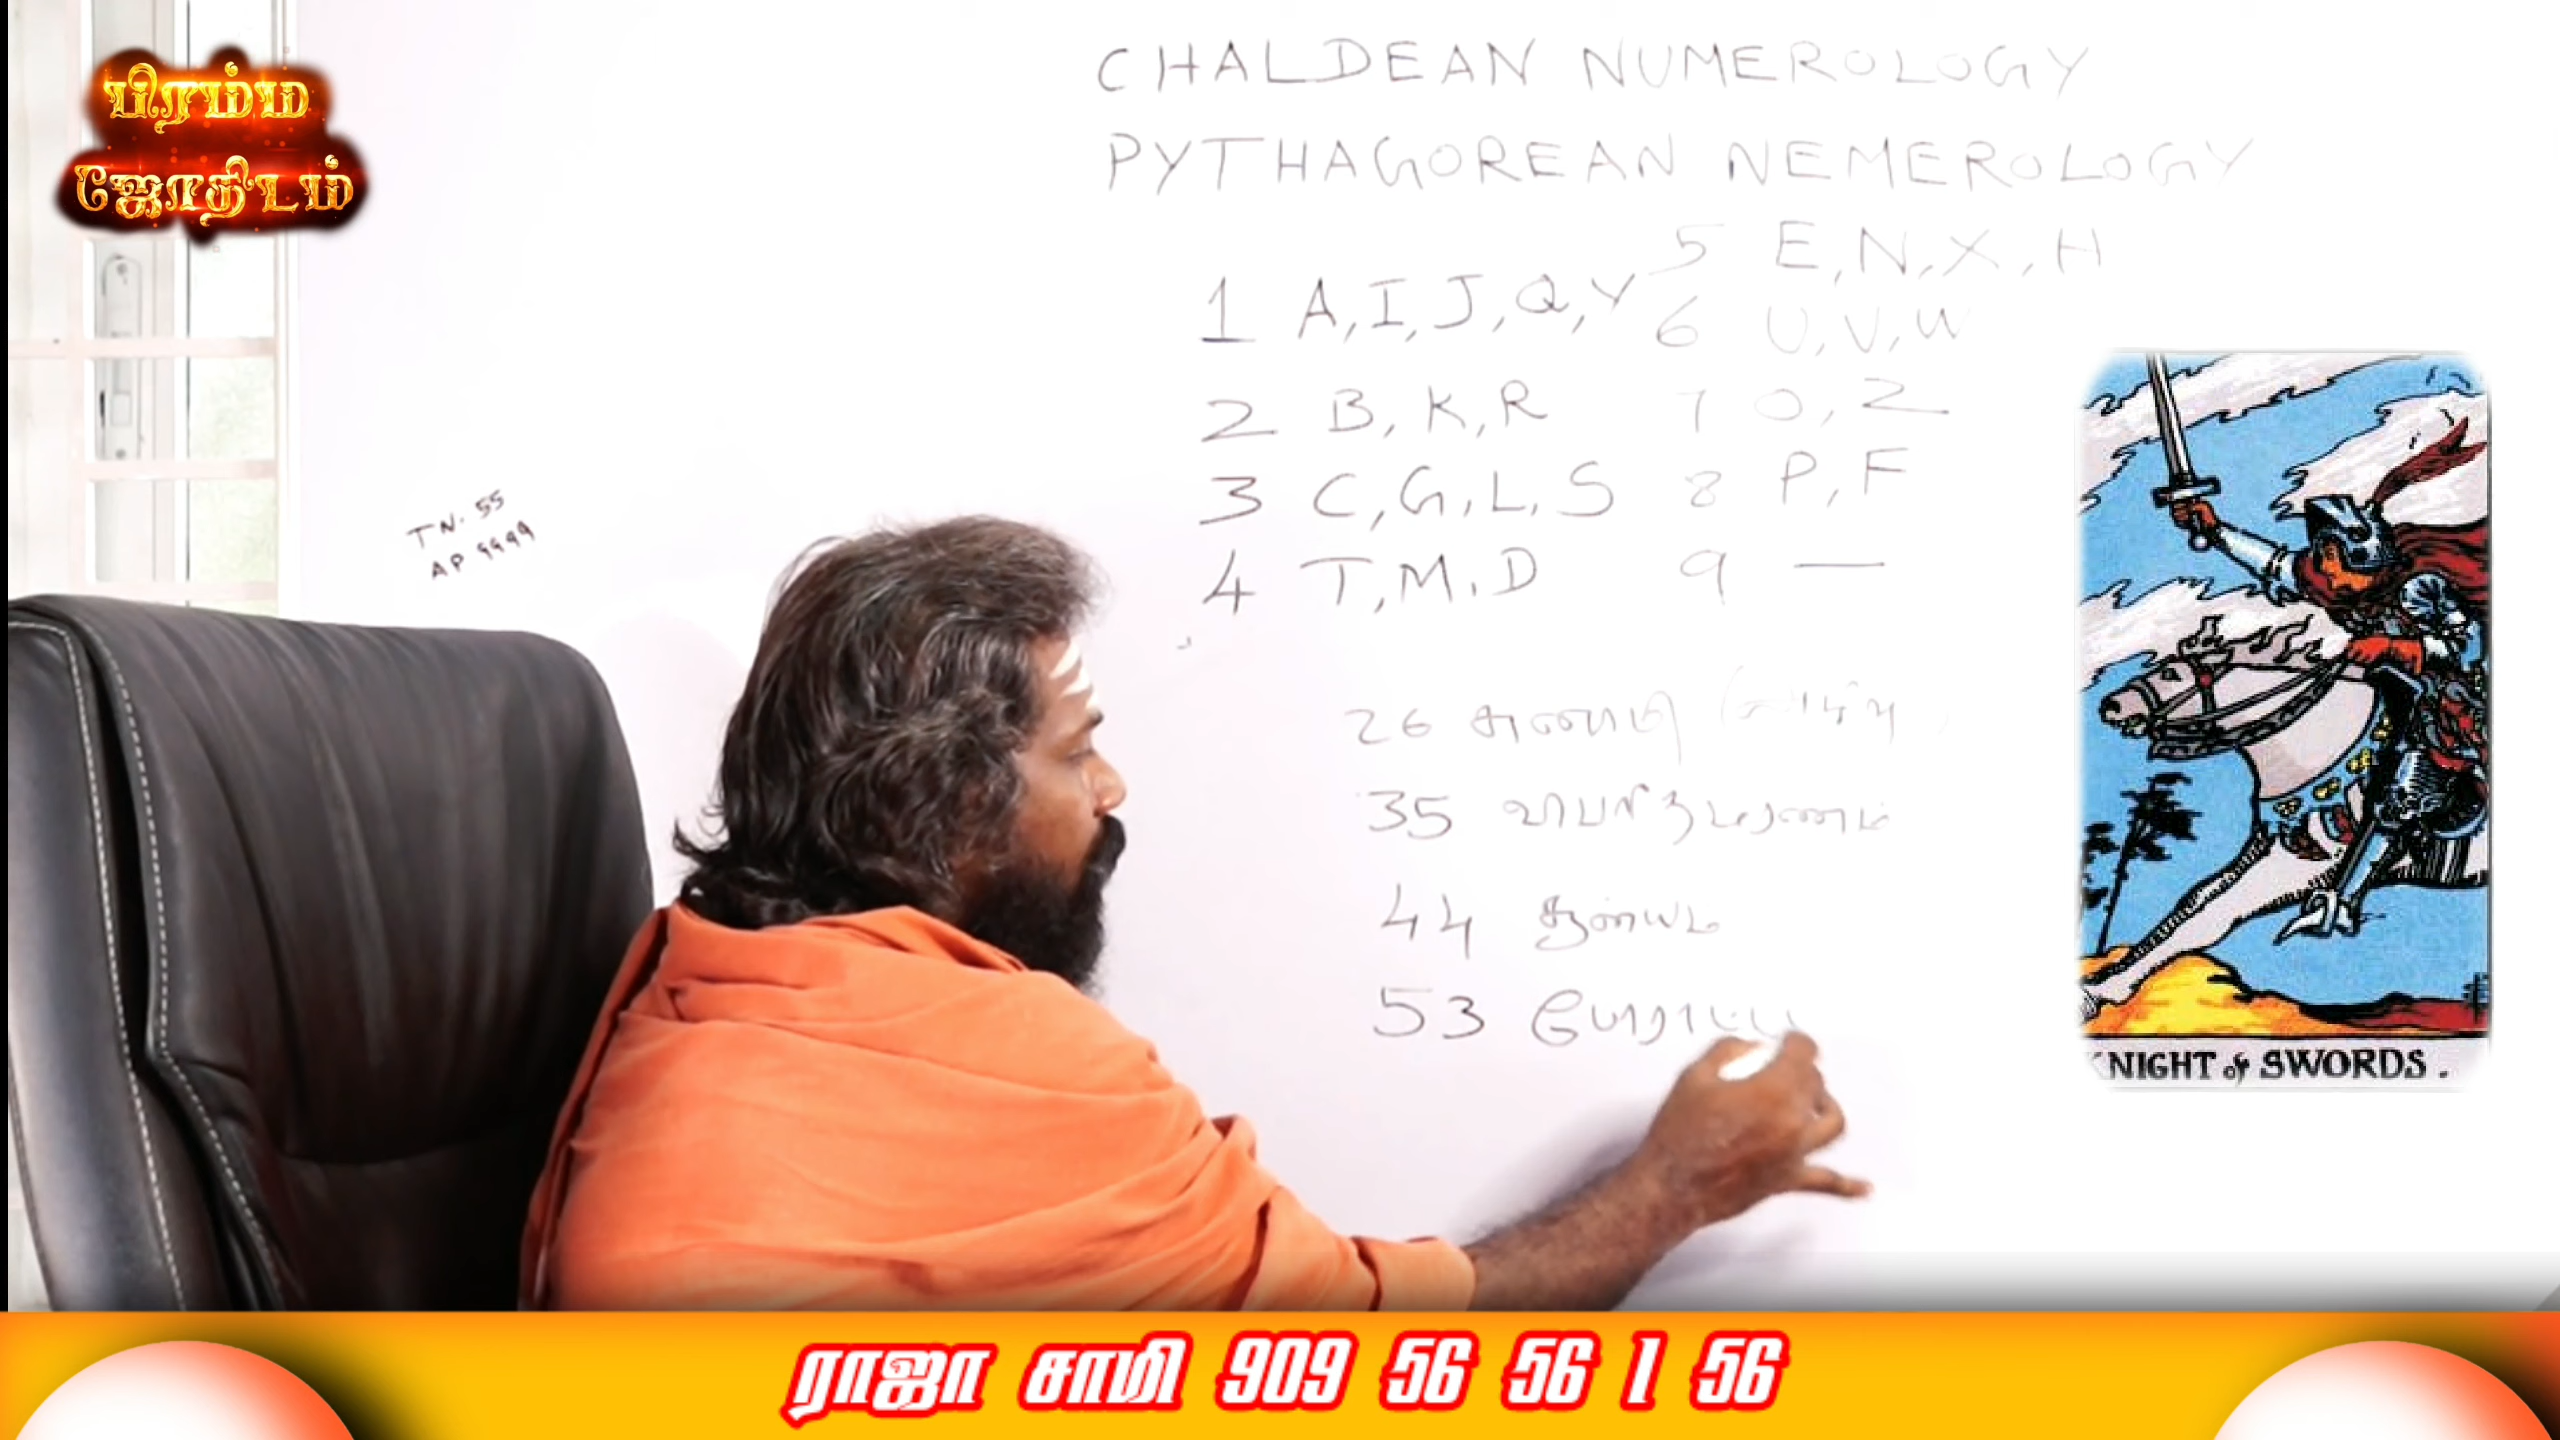 பிரம்ம
ஜோதிடம்
CHALDEAN NUMEROLOGY
PYTHAGOREAN NEMEROLOGY
5 E, N, X, H
1 A, I, J, Q, Y
6 U, V, W
2 B, K, R
7 O, Z
3 C, G, L, S
8 P, F
4 T, M, D
9 —
TN. 55
AP 9999
26
35
44
53
NIGHT of SWORDS.
ராஜா சாமி 909 56 56 1 56